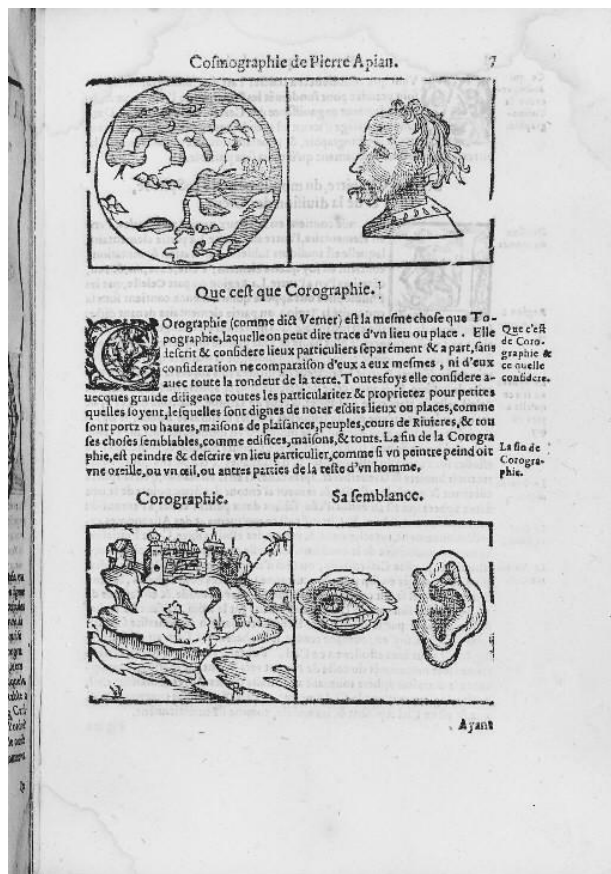 Coſmographie de Pierre Apian. 7
Que ceſt que Corographie.
COrographie (comme dict Verner) eſt la meſme choſe que To-
pographie, laquelle on peut dire trace d'vn lieu ou place. Elle
deſcrit & conſidere lieux particuliers ſeparément & a part, ſans
conſideration ne comparaiſon d'eux a eux meſmes, ni d'eux
auec toute la rondeur de la terre. Toutesfoys elle conſidere a-
uecques grande diligence toutes les particularitez & proprietez pour petites
quelles ſoyent, leſquelles ſont dignes de noter eſdits lieux ou places, comme
ſont portz ou haures, maiſons de plaiſances, peuples, cours de Riuieres, & tou
ſes choſes ſemblables, comme edifices, maiſons, & tours. La fin de la Corogra
phie, eſt peindre & deſcrire vn lieu particulier, comme ſi vn peintre peindoit
vne oreille, ou vn œil, ou autres parties de la teſte d'vn homme.
Que c'eſt
de Coro-
graphie &
ce quelle
conſidere.
La fin de
Corogra-
phie.
Corographie. Sa ſemblance.
Ayant